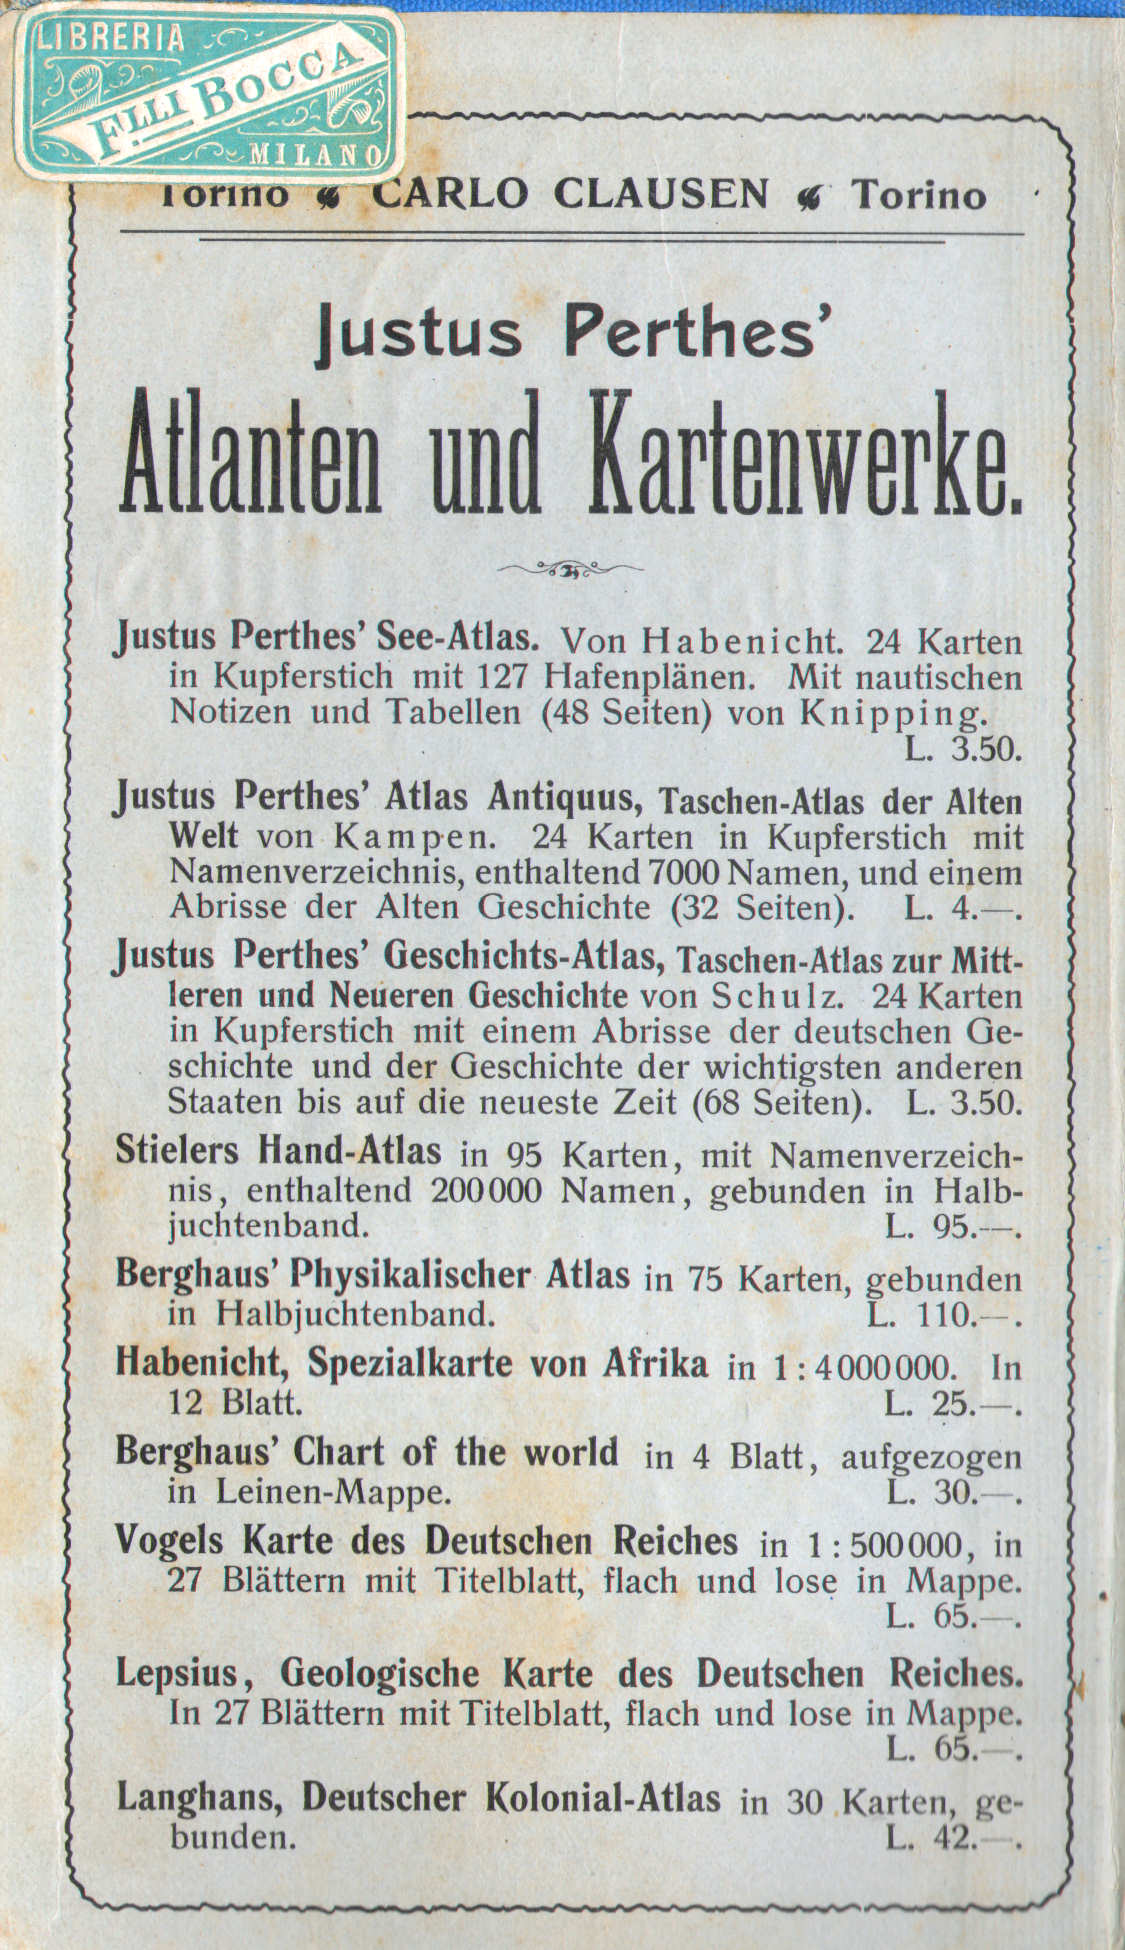 LIBRERIA
FLLI BOCCA
MILANO
Torino CARLO CLAUSEN Torino
Justus Perthes’
Atlanten und Kartenwerke.
Justus Perthes’ See-Atlas. Von Habenicht. 24 Karten
in Kupferstich mit 127 Hafenplänen. Mit nautischen
Notizen und Tabellen (48 Seiten) von Knipping.
L. 3.50.
Justus Perthes’ Atlas Antiquus, Taschen-Atlas der Alten
Welt von Kampen. 24 Karten in Kupferstich mit
Namenverzeichnis, enthaltend 7000 Namen, und einem
Abrisse der Alten Geschichte (32 Seiten). L. 4.—.
Justus Perthes’ Geschichts-Atlas, Taschen-Atlas zur Mitt-
leren und Neueren Geschichte von Schulz. 24 Karten
in Kupferstich mit einem Abrisse der deutschen Ge-
schichte und der Geschichte der wichtigsten anderen
Staaten bis auf die neueste Zeit (68 Seiten). L. 3.50.
Stielers Hand-Atlas in 95 Karten, mit Namenverzeich-
nis, enthaltend 200000 Namen, gebunden in Halb-
juchtenband. L. 95.—.
Berghaus’ Physikalischer Atlas in 75 Karten, gebunden
in Halbjuchtenband. L. 110.—.
Habenicht, Spezialkarte von Afrika in 1 : 4000000. In
12 Blatt. L. 25.—.
Berghaus’ Chart of the world in 4 Blatt, aufgezogen
in Leinen-Mappe. L. 30.—.
Vogels Karte des Deutschen Reiches in 1 : 500000, in
27 Blättern mit Titelblatt, flach und lose in Mappe.
L. 65.—.
Lepsius, Geologische Karte des Deutschen Reiches.
In 27 Blättern mit Titelblatt, flach und lose in Mappe.
L. 65.—.
Langhans, Deutscher Kolonial-Atlas in 30 Karten, ge-
bunden. L. 42.—.